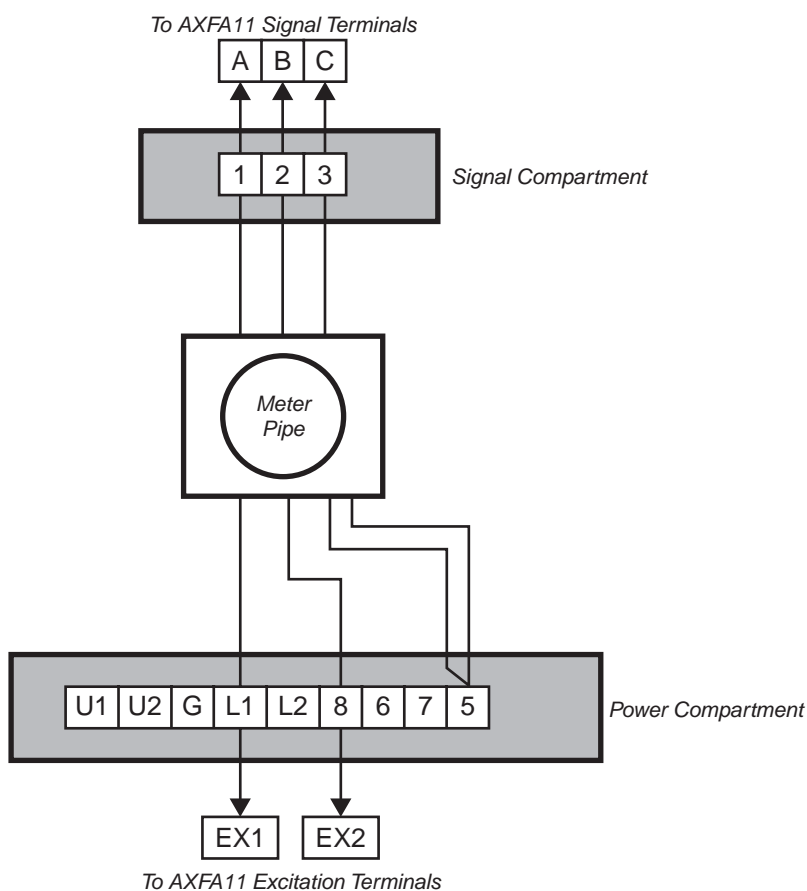 To AXFA11 Signal Terminals
A B C
1 2 3
Signal Compartment
Meter
Pipe
U1 U2 G L1 L2 8 6 7 5
Power Compartment
EX1 EX2
To AXFA11 Excitation Terminals